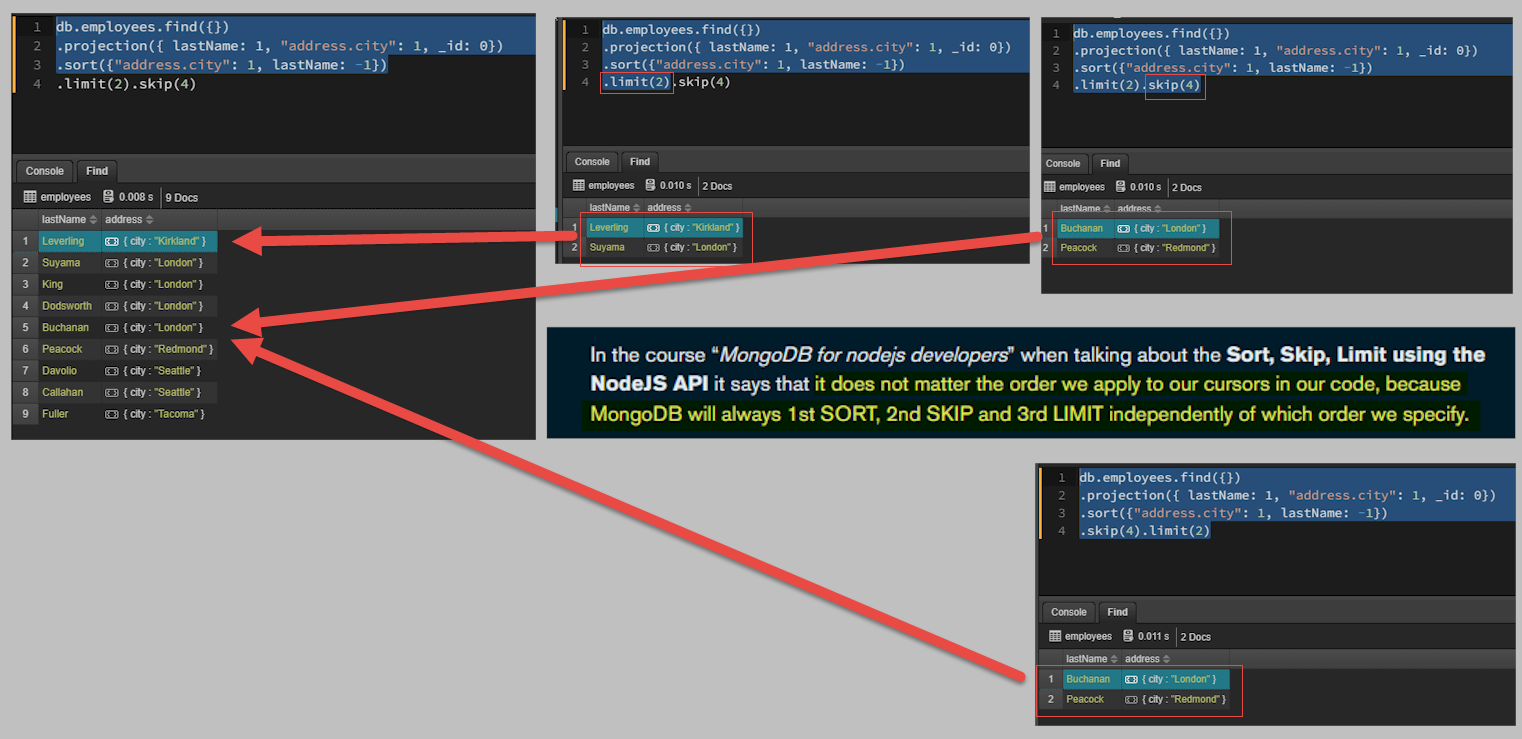 1 db.employees.find({})
2 .projection({ lastName: 1, "address.city": 1, _id: 0})
3 .sort({"address.city": 1, lastName: -1})
4 .limit(2).skip(4)
Console Find
employees 0.008 s 9 Docs
lastName address
1 Leverling { city : "Kirkland" }
2 Suyama { city : "London" }
3 King { city : "London" }
4 Dodsworth { city : "London" }
5 Buchanan { city : "London" }
6 Peacock { city : "Redmond" }
7 Davolio { city : "Seattle" }
8 Callahan { city : "Seattle" }
9 Fuller { city : "Tacoma" }
1 db.employees.find({})
2 .projection({ lastName: 1, "address.city": 1, _id: 0})
3 .sort({"address.city": 1, lastName: -1})
4 .limit(2).skip(4)
Console Find
employees 0.010 s 2 Docs
lastName address
1 Leverling { city : "Kirkland" }
2 Suyama { city : "London" }
1 db.employees.find({})
2 .projection({ lastName: 1, "address.city": 1, _id: 0})
3 .sort({"address.city": 1, lastName: -1})
4 .limit(2).skip(4)
Console Find
employees 0.010 s 2 Docs
lastName address
1 Buchanan { city : "London" }
2 Peacock { city : "Redmond" }
In the course “MongoDB for nodejs developers” when talking about the Sort, Skip, Limit using the
NodeJS API it says that it does not matter the order we apply to our cursors in our code, because
MongoDB will always 1st SORT, 2nd SKIP and 3rd LIMIT independently of which order we specify.
1 db.employees.find({})
2 .projection({ lastName: 1, "address.city": 1, _id: 0})
3 .sort({"address.city": 1, lastName: -1})
4 .skip(4).limit(2)
Console Find
employees 0.011 s 2 Docs
lastName address
1 Buchanan { city : "London" }
2 Peacock { city : "Redmond" }